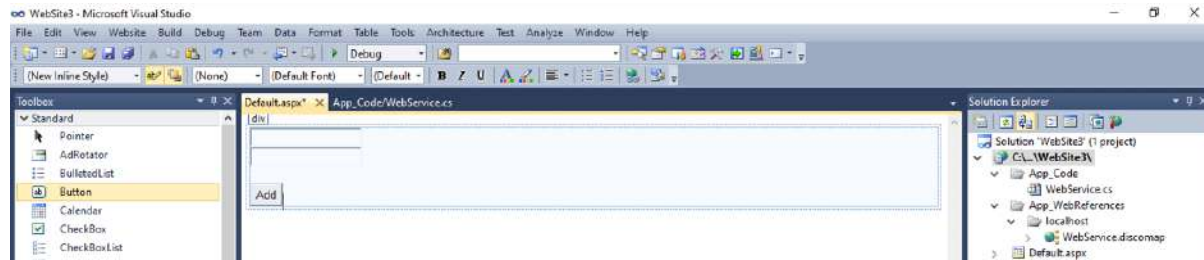 WebSite3 - Microsoft Visual Studio
File Edit View Website Build Debug Team Data Format Table Tools Architecture Test Analyze Window Help
Debug
(New Inline Style) (None) (Default Font) (Default B I U A
Toolbox Default.aspx* App_Code/WebService.cs Solution Explorer
Standard
Pointer
AdRotator
BulletedList
Button
Calendar
CheckBox
CheckBoxList
div
Add
Solution 'WebSite3' (1 project)
C:\...\WebSite3\
App_Code
WebService.cs
App_WebReferences
localhost
WebService.discomap
Default.aspx